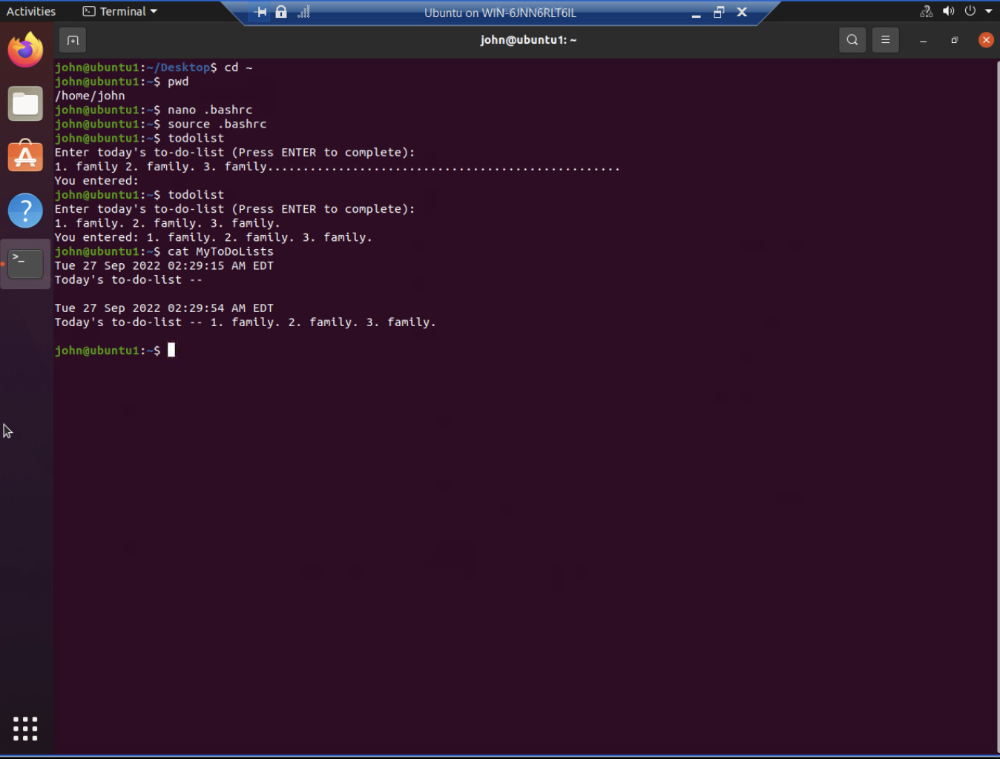 Activities
Terminal
Ubuntu on WIN-6JNN6RLT6IL
john@ubuntu1: ~
john@ubuntu1:~/Desktop$ cd ~
john@ubuntu1:~$ pwd
/home/john
john@ubuntu1:~$ nano .bashrc
john@ubuntu1:~$ source .bashrc
john@ubuntu1:~$ todolist
Enter today's to-do-list (Press ENTER to complete):
1. family 2. family. 3. family..................................................
You entered:
john@ubuntu1:~$ todolist
Enter today's to-do-list (Press ENTER to complete):
1. family. 2. family. 3. family.
You entered: 1. family. 2. family. 3. family.
john@ubuntu1:~$ cat MyToDoLists
Tue 27 Sep 2022 02:29:15 AM EDT
Today's to-do-list --
Tue 27 Sep 2022 02:29:54 AM EDT
Today's to-do-list -- 1. family. 2. family. 3. family.
john@ubuntu1:~$